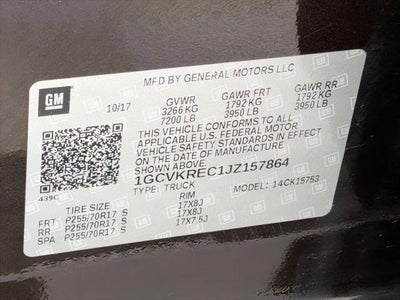 MFD BY GENERAL MOTORS LLC
GM
10/17 GVWR GAWR FRT GAWR RR
3266 KG 1792 KG 1792 KG
7200 LB 3950 LB 3950 LB
THIS VEHICLE CONFORMS TO ALL
APPLICABLE U.S. FEDERAL MOTOR
VEHICLE SAFETY STANDARDS IN EFFECT
ON THE DATE OF MANUFACTURE
SHOWN ABOVE.
1GCVKREC1JZ157864
439C TYPE: TRUCK MODEL: 14CK15753
TIRE SIZE RIM
FRT P255/70R17 S 17X8J
RR P255/70R17 S 17X8J
SPA P255/70R17 S 17X7.5J